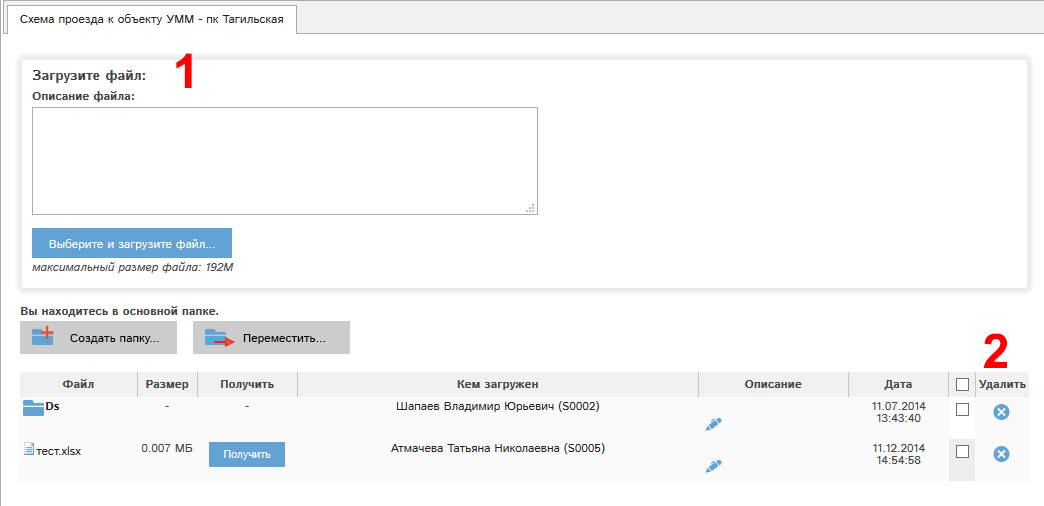 Схема проезда к объекту УММ - пк Тагильская
1
Загрузите файл:
Описание файла:
Выберите и загрузите файл...
максимальный размер файла: 192М
Вы находитесь в основной папке.
Создать папку... Переместить...
2
Файл Размер Получить Кем загружен Описание Дата Удалить
Ds - - Шапаев Владимир Юрьевич (S0002) 11.07.2014
13:43:40
тест.xlsx 0.007 МБ Получить Атмачева Татьяна Николаевна (S0005) 11.12.2014
14:54:58